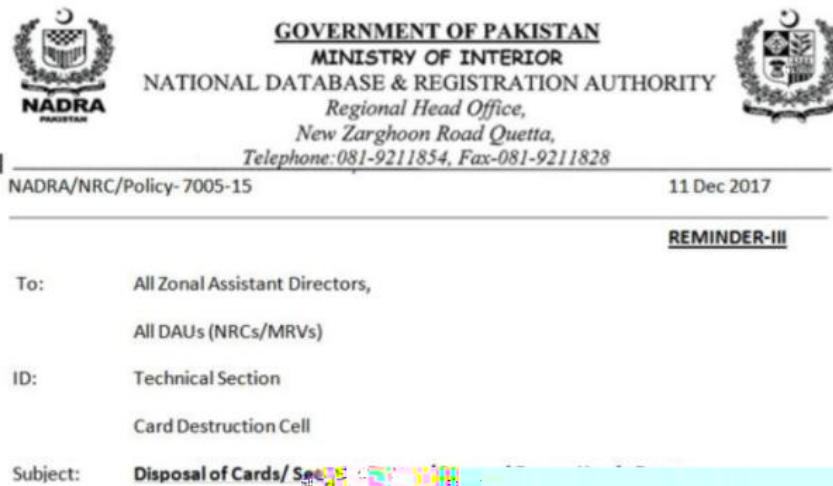 GOVERNMENT OF PAKISTAN
MINISTRY OF INTERIOR
NATIONAL DATABASE & REGISTRATION AUTHORITY
NADRA
PAKISTAN
Regional Head Office,
New Zarghoon Road Quetta,
Telephone:081-9211854, Fax-081-9211828
NADRA/NRC/Policy-7005-15 11 Dec 2017
REMINDER-III
To: All Zonal Assistant Directors,
All DAUs (NRCs/MRVs)
ID: Technical Section
Card Destruction Cell
Subject: Disposal of Cards/